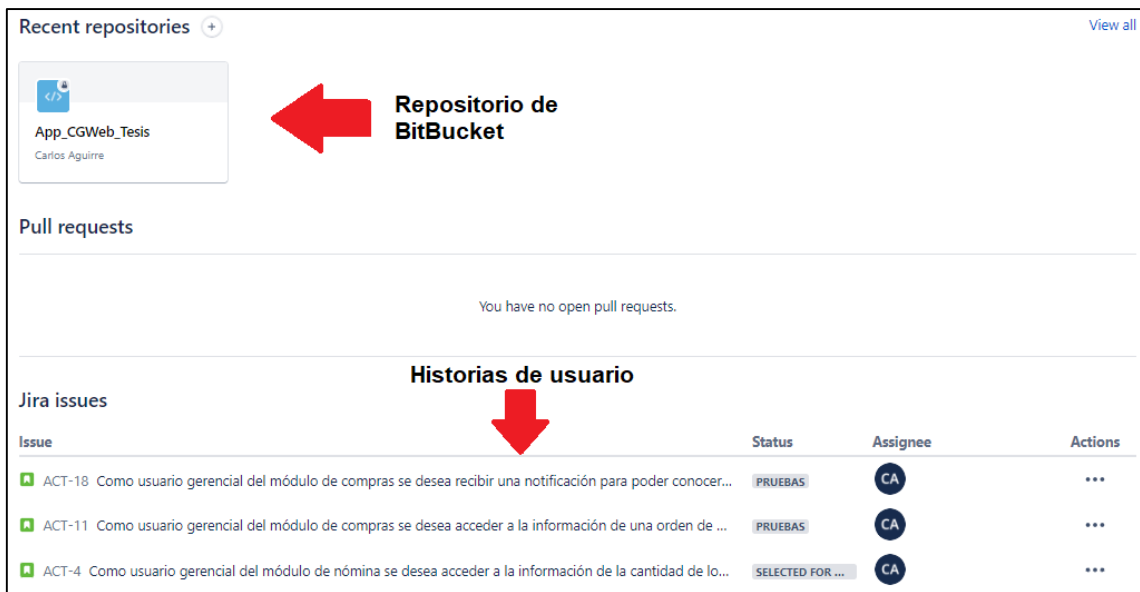 Recent repositories +
View all
</>
App_CGWeb_Tesis
Carlos Aguirre
Repositorio de
BitBucket
Pull requests
You have no open pull requests.
Historias de usuario
Jira issues
Issue Status Assignee Actions
ACT-18 Como usuario gerencial del módulo de compras se desea recibir una notificación para poder conocer... PRUEBAS CA ...
ACT-11 Como usuario gerencial del módulo de compras se desea acceder a la información de una orden de ... PRUEBAS CA ...
ACT-4 Como usuario gerencial del módulo de nómina se desea acceder a la información de la cantidad de lo... SELECTED FOR ... CA ...